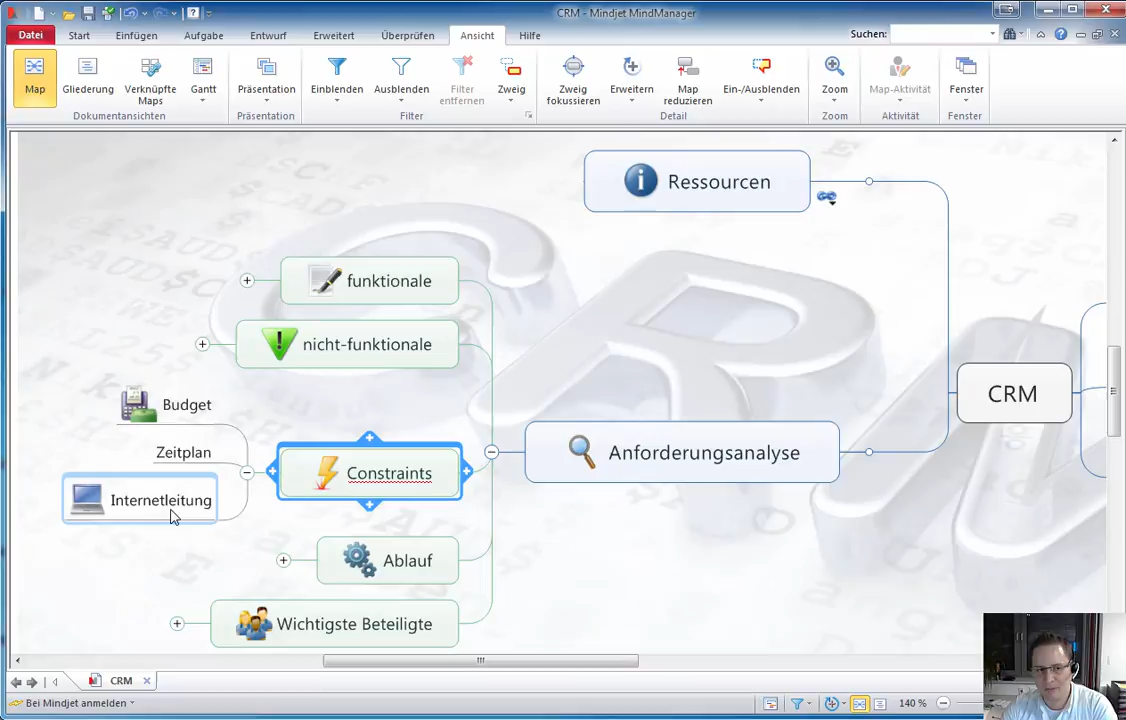 CRM - Mindjet MindManager
Datei Start Einfügen Aufgabe Entwurf Erweitert Überprüfen Ansicht Hilfe Suchen:
Map Gliederung Verknüpfte Maps Gantt Präsentation Einblenden Ausblenden Filter entfernen Zweig Zweig fokussieren Erweitern Map reduzieren Ein-/Ausblenden Zoom Map-Aktivität Fenster
Dokumentansichten Präsentation Filter Detail Zoom Aktivität Fenster
Ressourcen
funktionale
nicht-funktionale
CRM
Budget
Zeitplan
Anforderungsanalyse
Constraints
Internetleitung
Ablauf
Wichtigste Beteiligte
CRM
Bei Mindjet anmelden 140 %